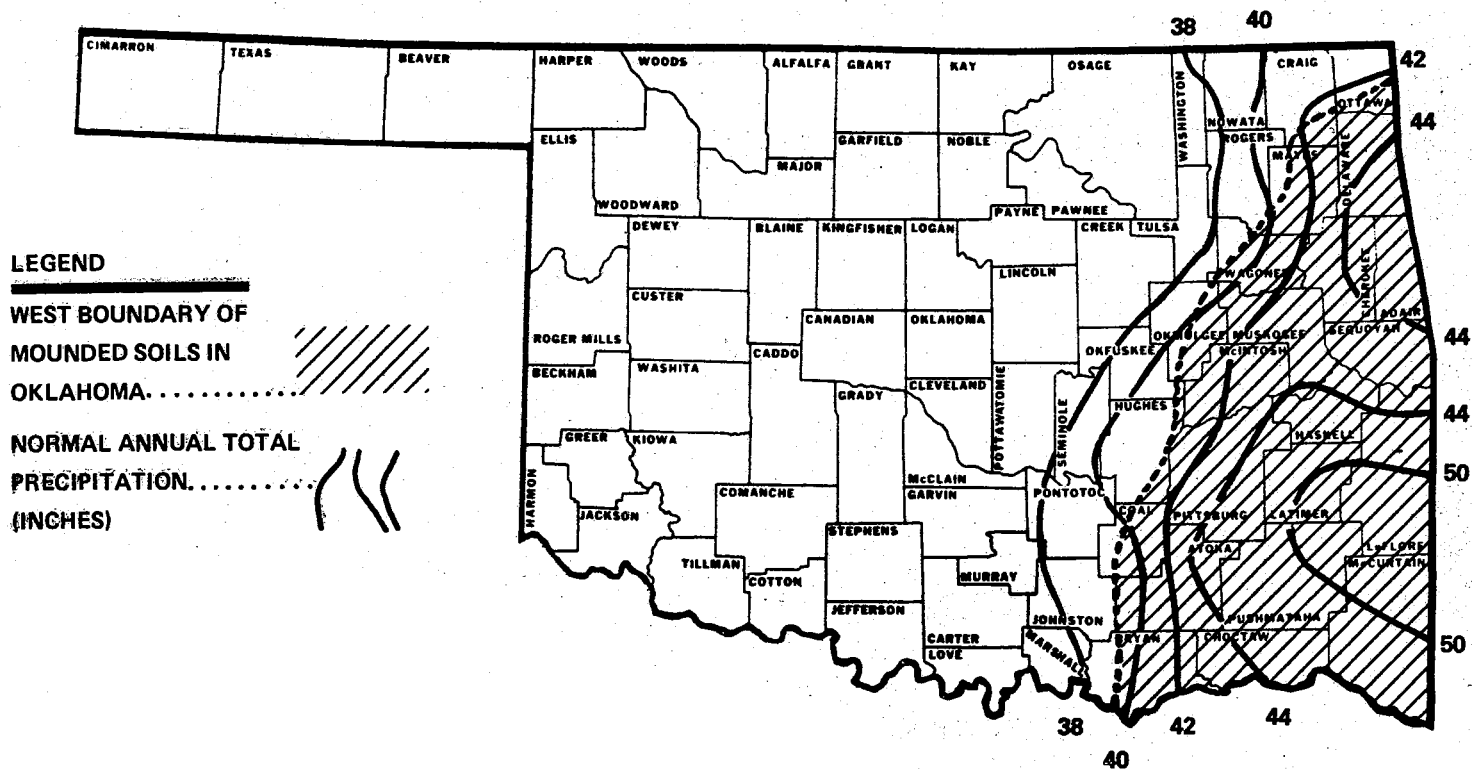 38
40
CIMARRON
TEXAS
BEAVER
HARPER
WOODS
ALFALFA
GRANT
KAY
OSAGE
WASHINGTON
CRAIG
42
OTTAWA
44
NOWATA
ROGERS
ELLIS
GARFIELD
NOBLE
MAYES
DELAWARE
MAJOR
WOODWARD
PAYNE
PAWNEE
DEWEY
BLAINE
KINGFISHER
LOGAN
CREEK
TULSA
LEGEND
WEST BOUNDARY OF
MOUNDED SOILS IN
OKLAHOMA............
LINCOLN
WAGONER
CHEROKEE
CUSTER
CANADIAN
OKLAHOMA
ADAIR
SEQUOYAH
ROGER MILLS
OKMULGEE
MUSKOGEE
44
CADDO
OKFUSKEE
McINTOSH
BECKHAM
WASHITA
CLEVELAND
GRADY
POTTAWATOMIE
SEMINOLE
HUGHES
44
NORMAL ANNUAL TOTAL
PRECIPITATION..........
(INCHES)
GREER
KIOWA
HASKELL
HARMON
McCLAIN
GARVIN
50
COMANCHE
PONTOTOC
JACKSON
COAL
PITTSBURG
LATIMER
STEPHENS
ATOKA
LeFLORE
McCURTAIN
TILLMAN
COTTON
MURRAY
JEFFERSON
JOHNSTON
PUSHMATAHA
CARTER
LOVE
MARSHALL
BRYAN
CHOCTAW
50
38
42
44
40